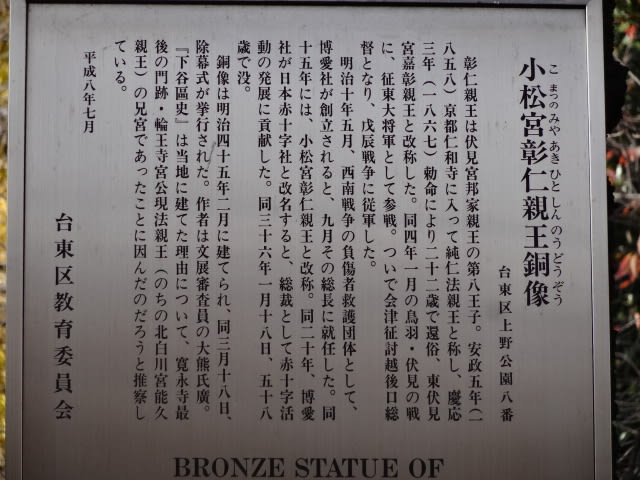 小松宮彰仁親王銅像
こまつのみやあきひとしんのうどうぞう
台東区上野公園八番
彰仁親王は伏見宮邦家親王の第八王子。安政五年（一
八五八）京都仁和寺に入って純仁法親王と称し、慶応
三年（一八六七）勅命により二十二歳で還俗、東伏見
宮嘉彰親王と改称した。同四年一月の鳥羽・伏見の戦
に、征東大将軍として参戦。ついで会津征討越後口総
督となり、戊辰戦争に従軍した。
明治十年五月、西南戦争の負傷者救護団体として、
博愛社が創立されると、九月その総長に就任した。同
十五年には、小松宮彰仁親王と改称。同二十年、博愛
社が日本赤十字社と改名すると、総裁として赤十字活
動の発展に貢献した。同三十六年一月十八日、五十八
歳で没。
銅像は明治四十五年二月に建てられ、同三月十八日、
除幕式が挙行された。作者は文展審査員の大熊氏廣。
『下谷區史』は当地に建てた理由について、寛永寺最
後の門跡・輪王寺宮公現法親王（のちの北白川宮能久
親王）の兄宮であったことに因んだのだろうと推察し
ている。
平成八年七月
台東区教育委員会
BRONZE STATUE OF